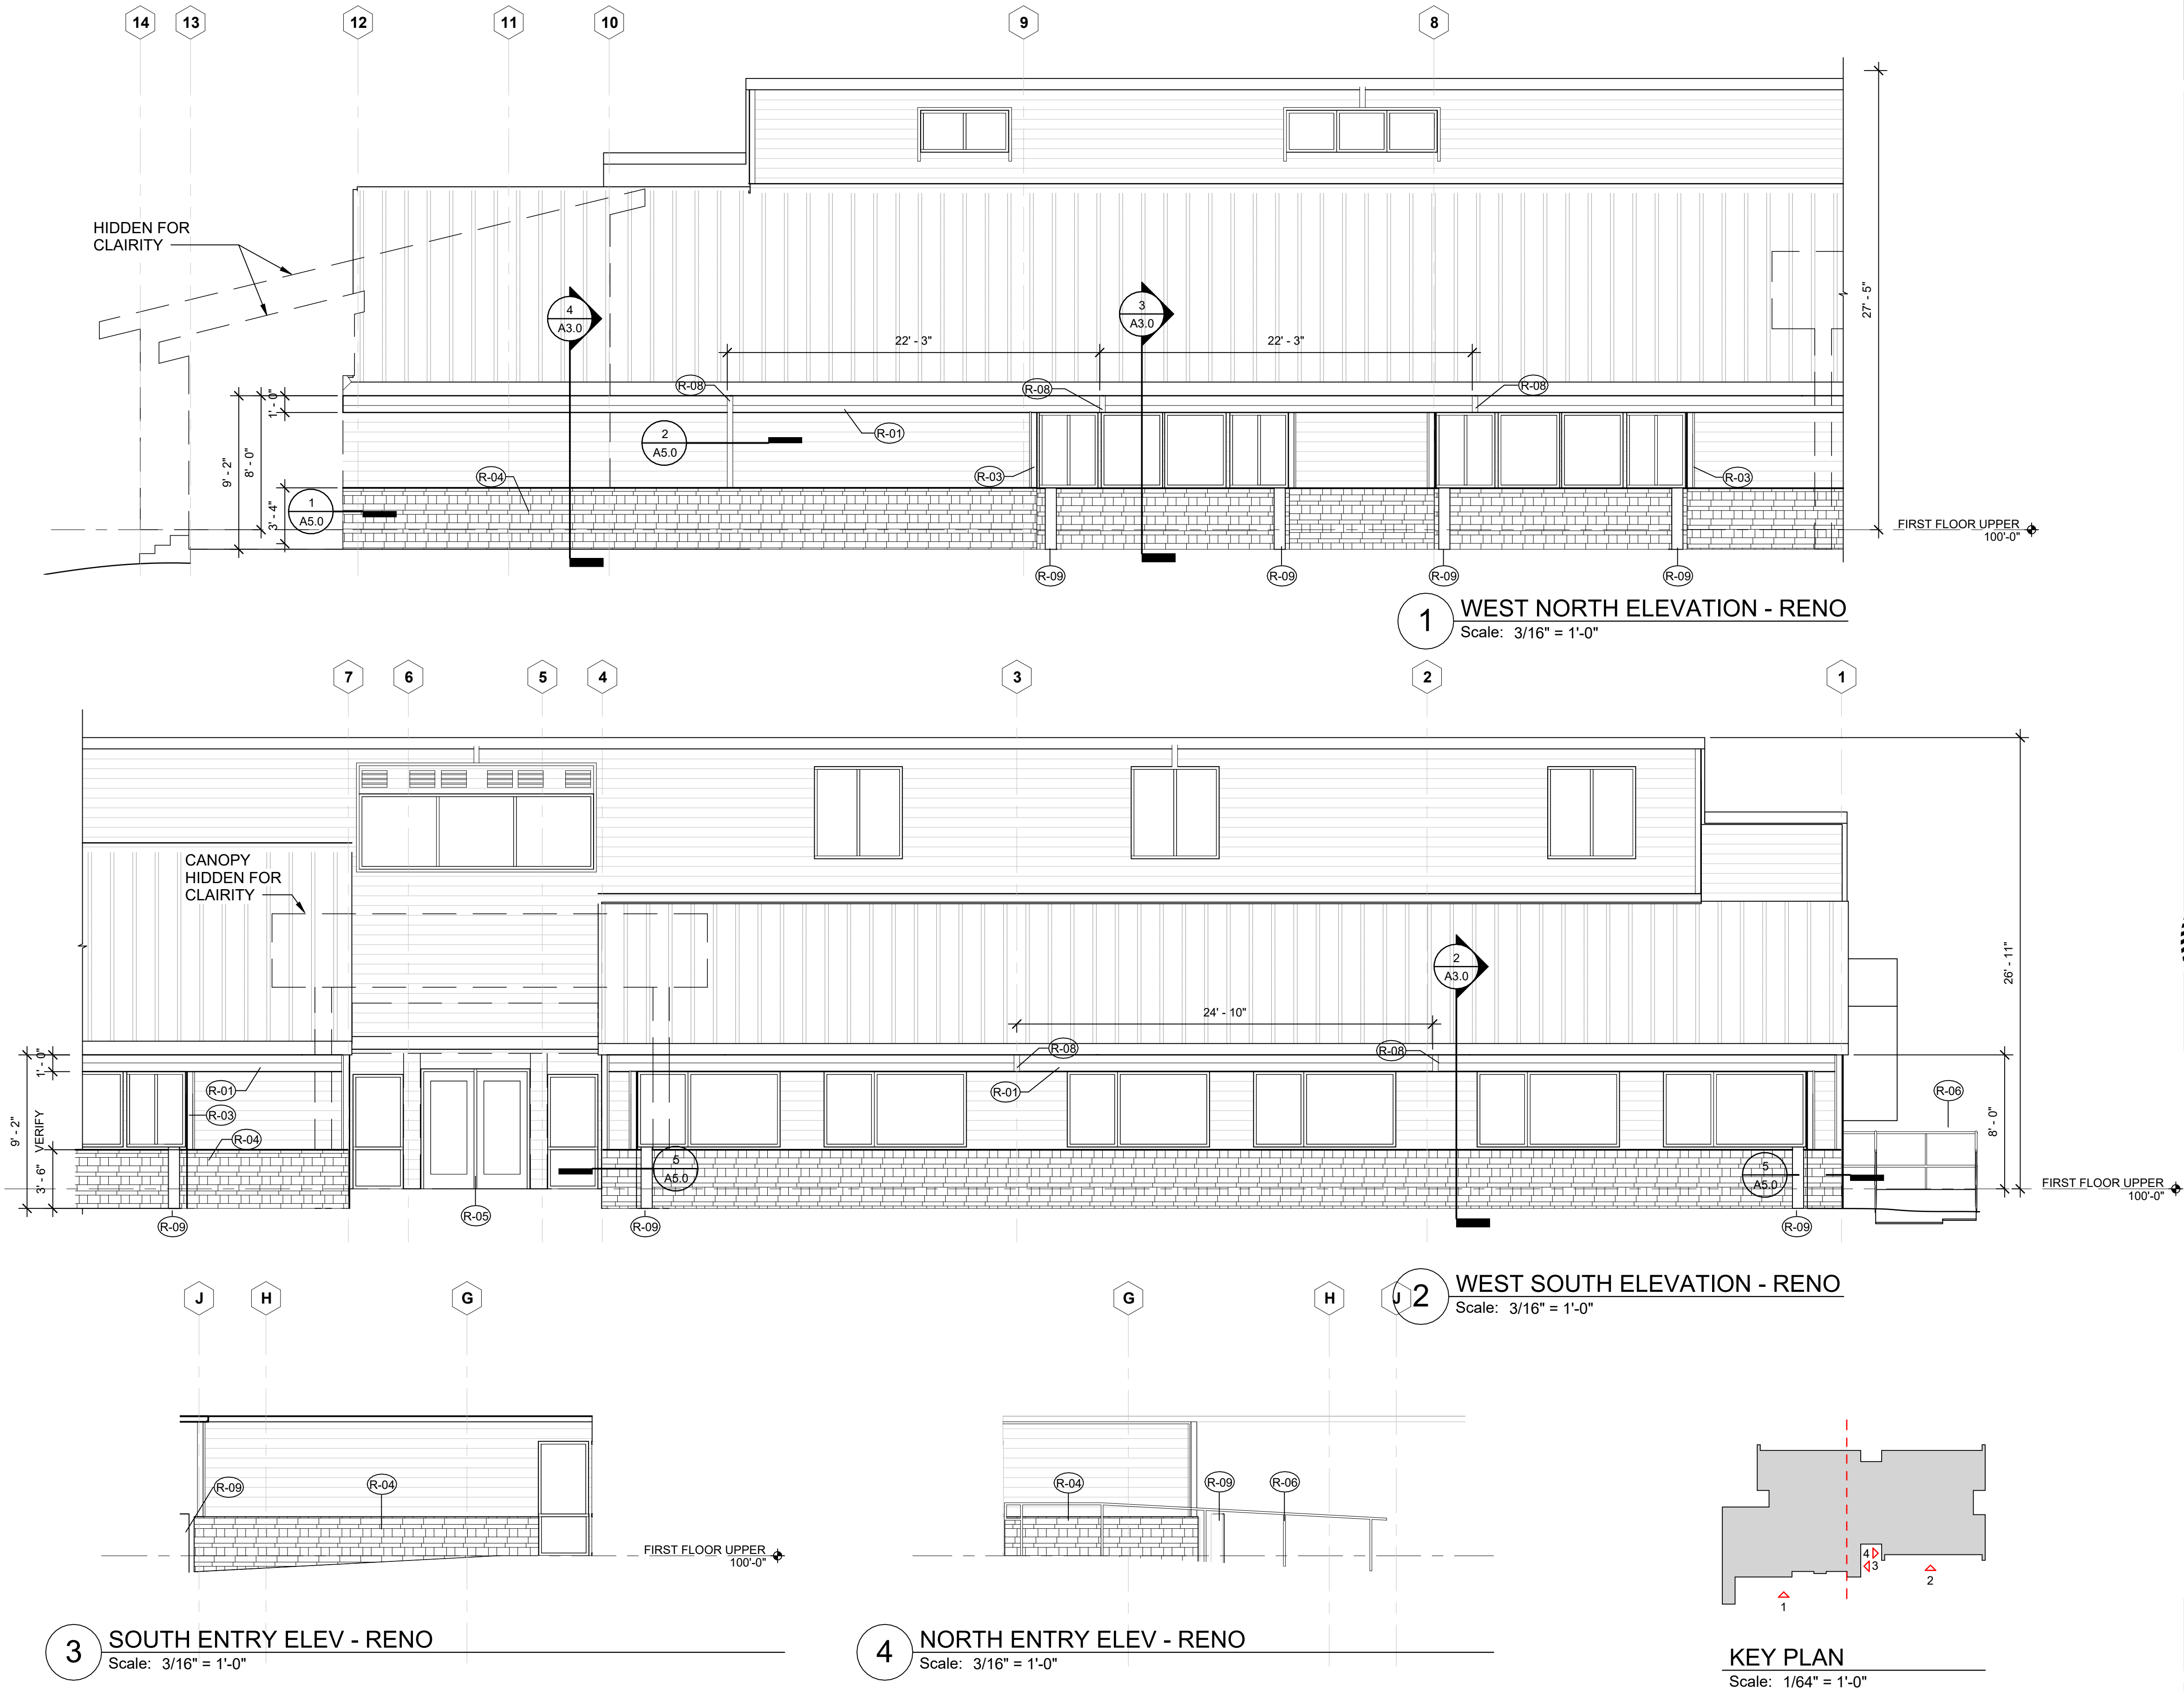 14 13 12 11 10 9 8
HIDDEN FOR
CLAIRITY
4
A3.0
3
A3.0
22' - 3" 22' - 3"
27' - 5"
R-08 R-08 R-08
1' - 0"
R-01
2
A5.0
9' - 2"
8' - 0"
R-04 R-03 R-03
3' - 4"
1
A5.0
FIRST FLOOR UPPER
100'-0"
R-09 R-09 R-09 R-09
1 WEST NORTH ELEVATION - RENO
Scale: 3/16" = 1'-0"
7 6 5 4 3 2 1
CANOPY
HIDDEN FOR
CLAIRITY
2
A3.0
26' - 11"
24' - 10"
R-08 R-08
1' - 0"
R-01 R-01 R-06
R-03
9' - 2"
VERIFY
8' - 0"
R-04
3' - 6"
5
A5.0
5
A5.0
FIRST FLOOR UPPER
100'-0"
R-09 R-05 R-09 R-09
2 WEST SOUTH ELEVATION - RENO
Scale: 3/16" = 1'-0"
J H G
R-09 R-04
FIRST FLOOR UPPER
100'-0"
3 SOUTH ENTRY ELEV - RENO
Scale: 3/16" = 1'-0"
G H J
R-04 R-09 R-06
4 NORTH ENTRY ELEV - RENO
Scale: 3/16" = 1'-0"
4
3
2
1
KEY PLAN
Scale: 1/64" = 1'-0"